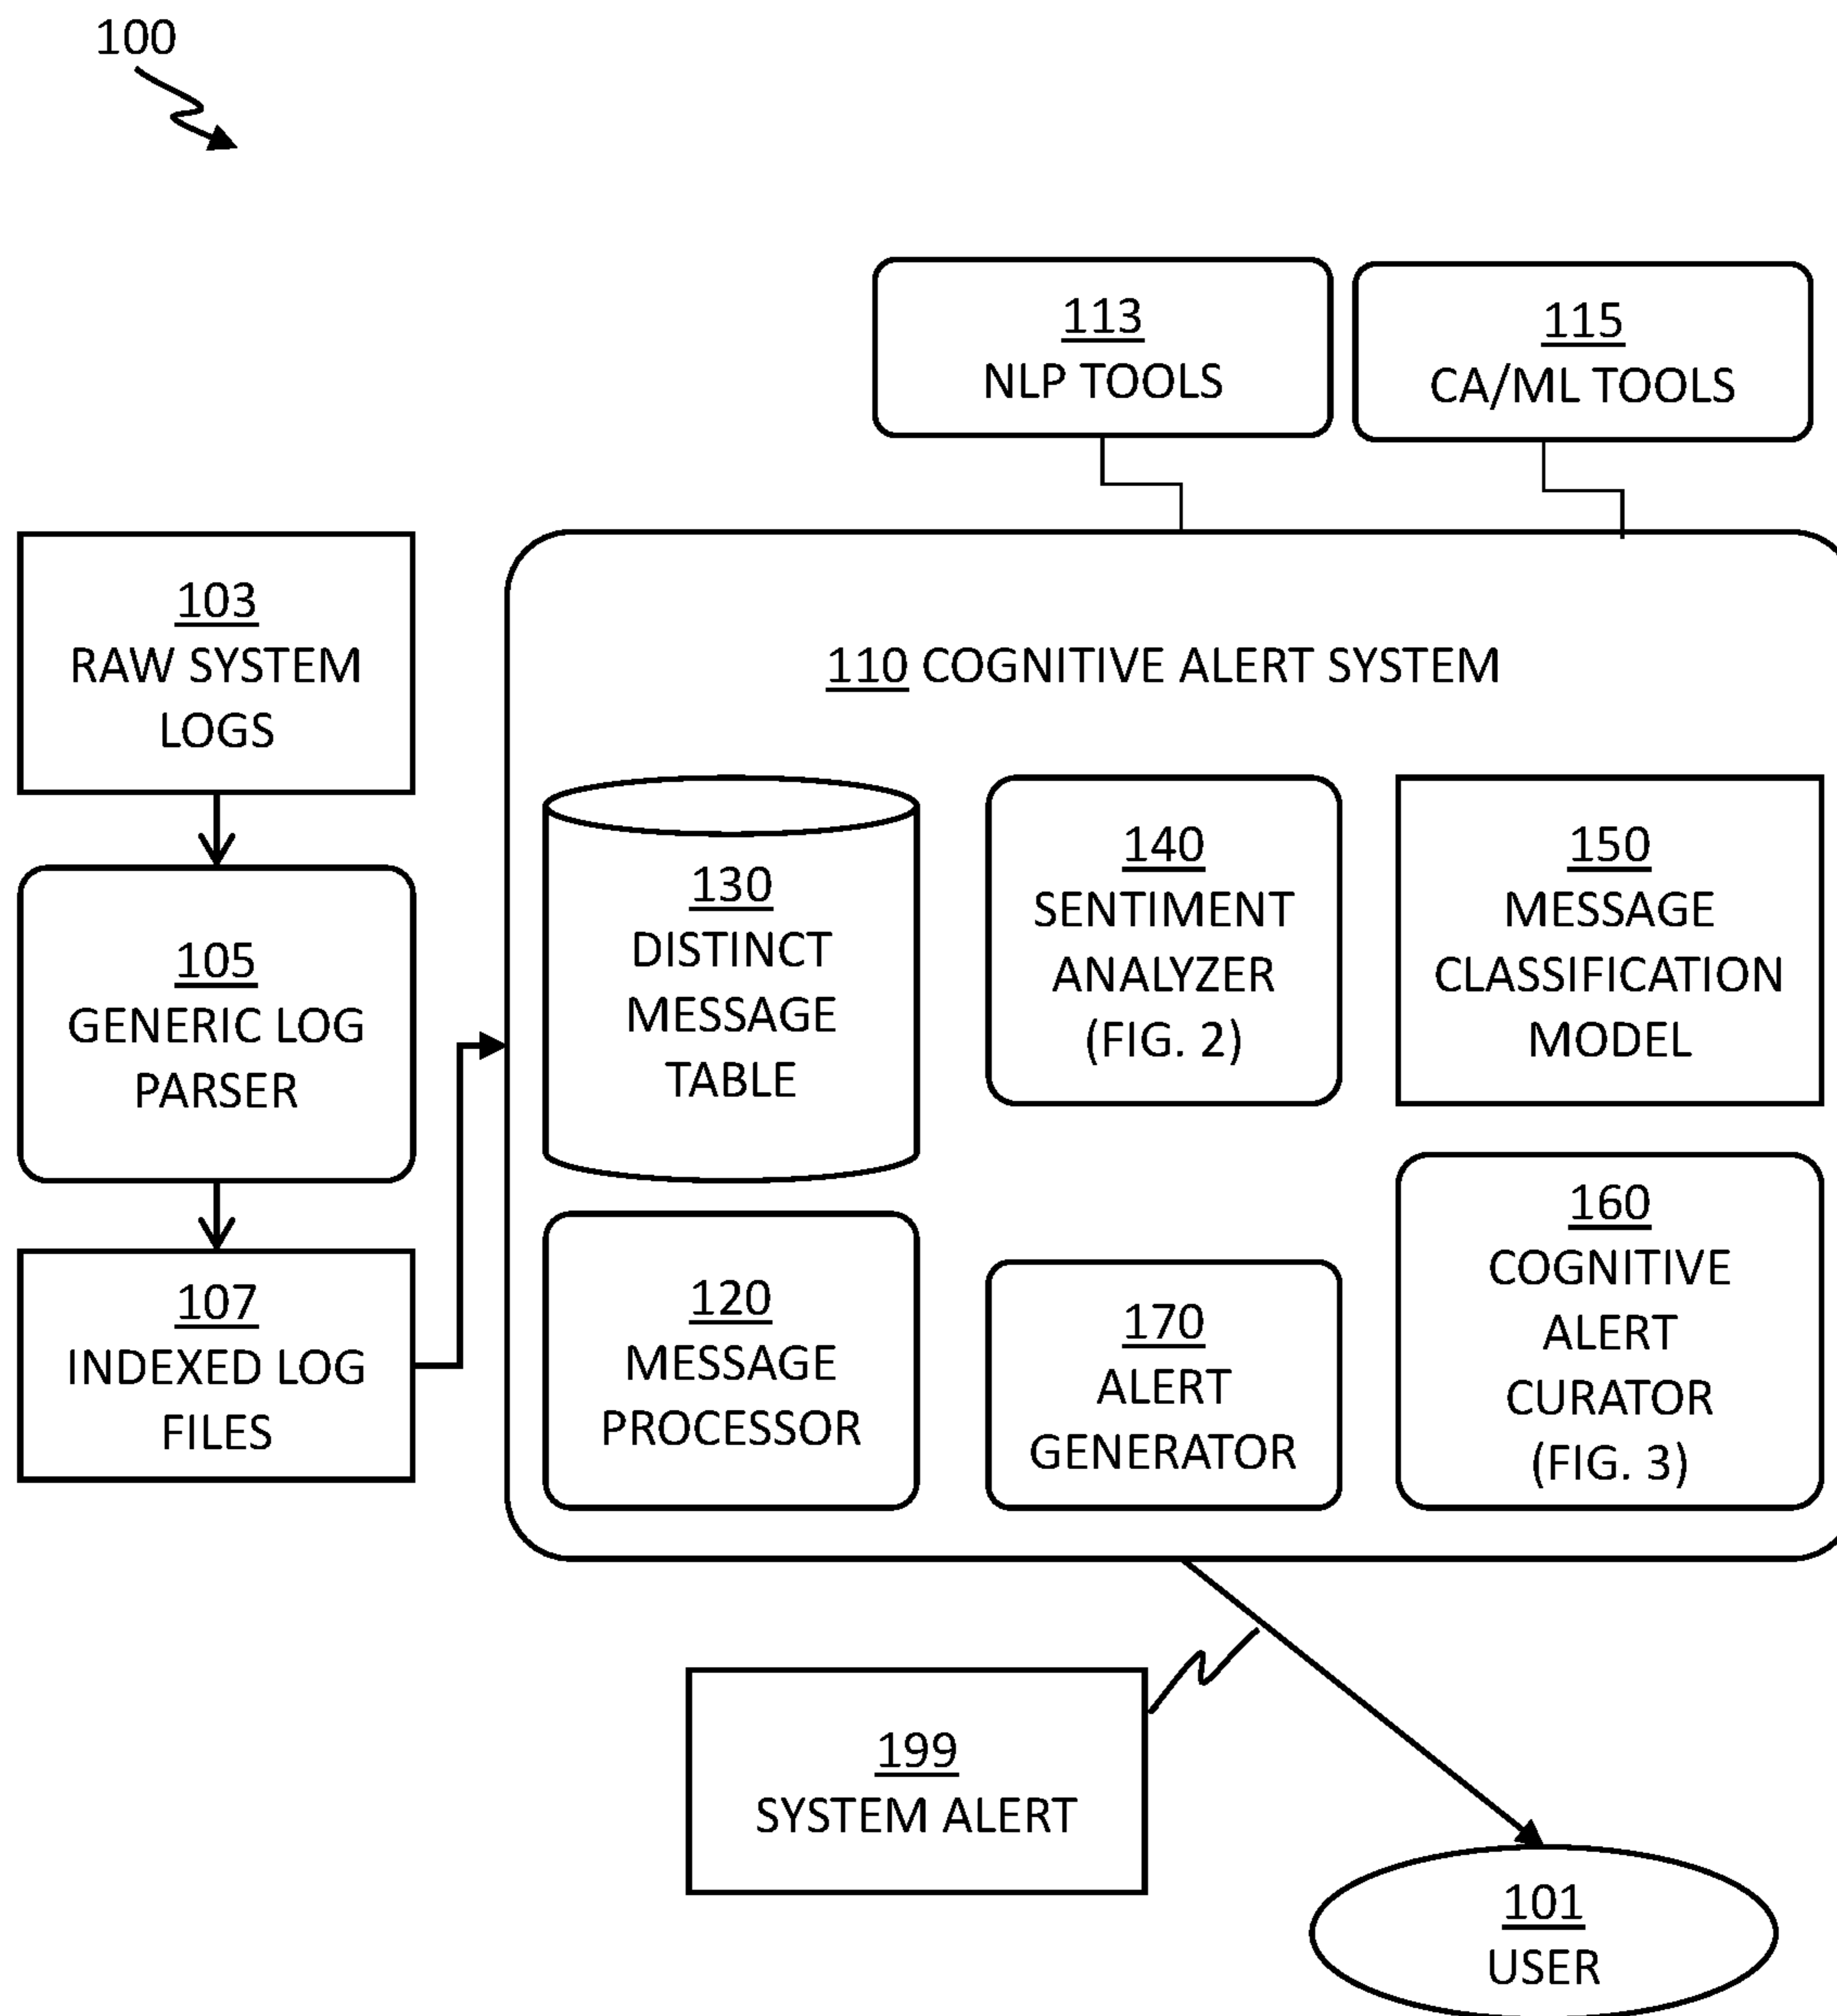 100
113
NLP TOOLS
115
CA/ML TOOLS
103
RAW SYSTEM
LOGS
105
GENERIC LOG
PARSER
107
INDEXED LOG
FILES
110 COGNITIVE ALERT SYSTEM
130
DISTINCT
MESSAGE
TABLE
140
SENTIMENT
ANALYZER
(FIG. 2)
150
MESSAGE
CLASSIFICATION
MODEL
120
MESSAGE
PROCESSOR
170
ALERT
GENERATOR
160
COGNITIVE
ALERT
CURATOR
(FIG. 3)
199
SYSTEM ALERT
101
USER